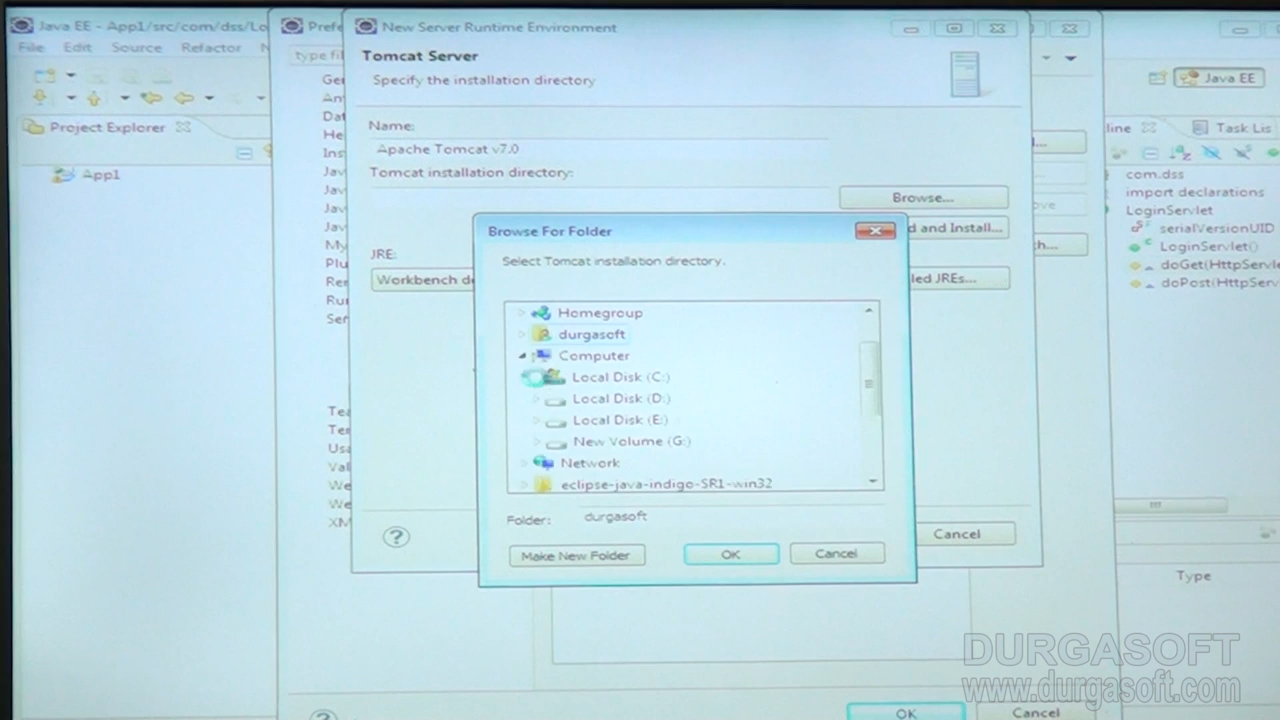 Java EE - App1/src/com/dss/Lo
File Edit Source Refactor
Project Explorer
App1
type fil
New Server Runtime Environment
Tomcat Server
Specify the installation directory
Name:
Apache Tomcat v7.0
Tomcat installation directory:
Browse...
d and Install...
JRE:
Workbench de
led JREs...
Browse For Folder
Select Tomcat installation directory.
Homegroup
durgasoft
Computer
Local Disk (C:)
Local Disk (D:)
Local Disk (E:)
New Volume (G:)
Network
eclipse-java-indigo-SR1-win32
Folder: durgasoft
Make New Folder OK Cancel
Cancel
Java EE
line Task Lis
com.dss
import declarations
LoginServlet
serialVersionUID
LoginServlet()
doGet(HttpServle
doPost(HttpServ
Type
OK Cancel
DURGASOFT
www.durgasoft.com